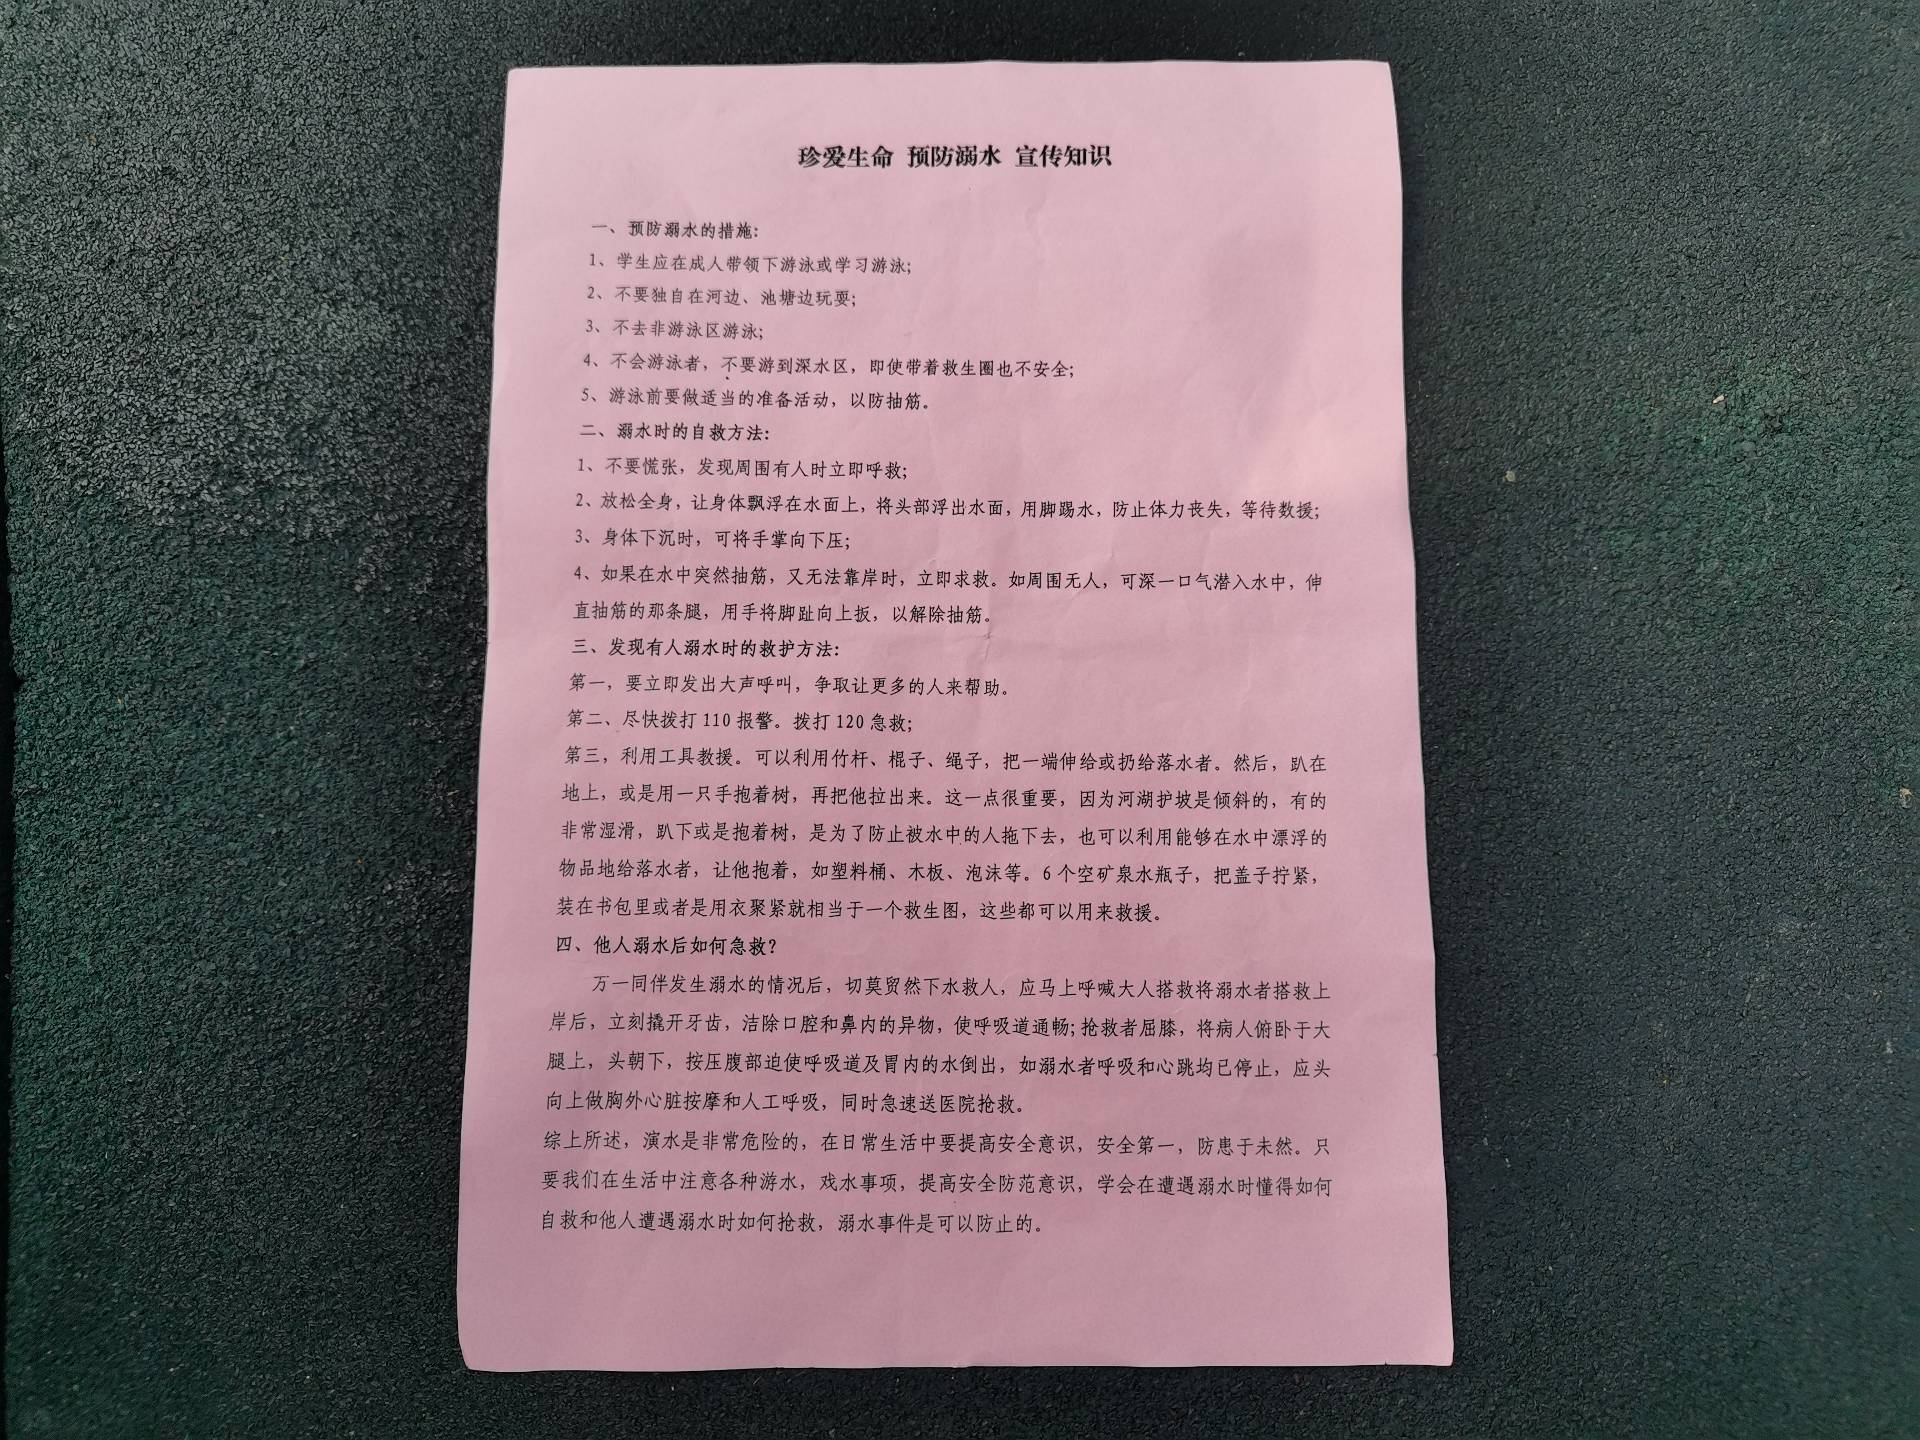 珍爱生命 预防溺水 宣传知识
一、预防溺水的措施:
1、学生应在成人带领下游泳或学习游泳;
2、不要独自在河边、池塘边玩耍;
3、不去非游泳区游泳;
4、不会游泳者，不要游到深水区，即使带着救生圈也不安全;
5、游泳前要做适当的准备活动，以防抽筋。
二、溺水时的自救方法:
1、不要慌张，发现周围有人时立即呼救;
2、放松全身，让身体飘浮在水面上，将头部浮出水面，用脚踢水，防止体力丧失，等待数援;
3、身体下沉时，可将手掌向下压;
4、如果在水中突然抽筋，又无法靠岸时，立即求救。如周围无人，可深一口气潜入水中，伸
直抽筋的那条腿，用手将脚趾向上扳，以解除抽筋。
三、发现有人溺水时的救护方法:
第一，要立即发出大声呼叫，争取让更多的人来帮助。
第二、尽快拨打 110 报警。拨打 120 急救;
第三，利用工具教援。可以利用竹杆、棍子、绳子，把一端伸给或扔给落水者。然后，趴在
地上，或是用一只手抱着树，再把他拉出来。这一点很重要，因为河湖护坡是倾斜的，有的
非常湿滑，趴下或是抱着树，是为了防止被水中的人拖下去，也可以利用能够在水中漂浮的
物品地给落水者，让他抱着，如塑料桶、木板、泡沫等。6 个空矿泉水瓶子，把盖子拧紧，
装在书包里或者是用衣聚紧就相当于一个救生图，这些都可以用来救援。
四、他人溺水后如何急救?
万一同伴发生溺水的情况后，切莫贸然下水救人，应马上呼喊大人搭救将溺水者搭救上
岸后，立刻撬开牙齿，洁除口腔和鼻内的异物，使呼吸道通畅;抢救者屈膝，将病人俯卧于大
腿上，头朝下，按压腹部迫使呼吸道及胃内的水倒出，如溺水者呼吸和心跳均已停止，应头
向上做胸外心脏按摩和人工呼吸，同时急速送医院抢救。
综上所述，演水是非常危险的，在日常生活中要提高安全意识，安全第一，防患于未然。只
要我们在生活中注意各种游水，戏水事项，提高安全防范意识，学会在遭遇溺水时懂得如何
自救和他人遭遇溺水时如何抢救，溺水事件是可以防止的。